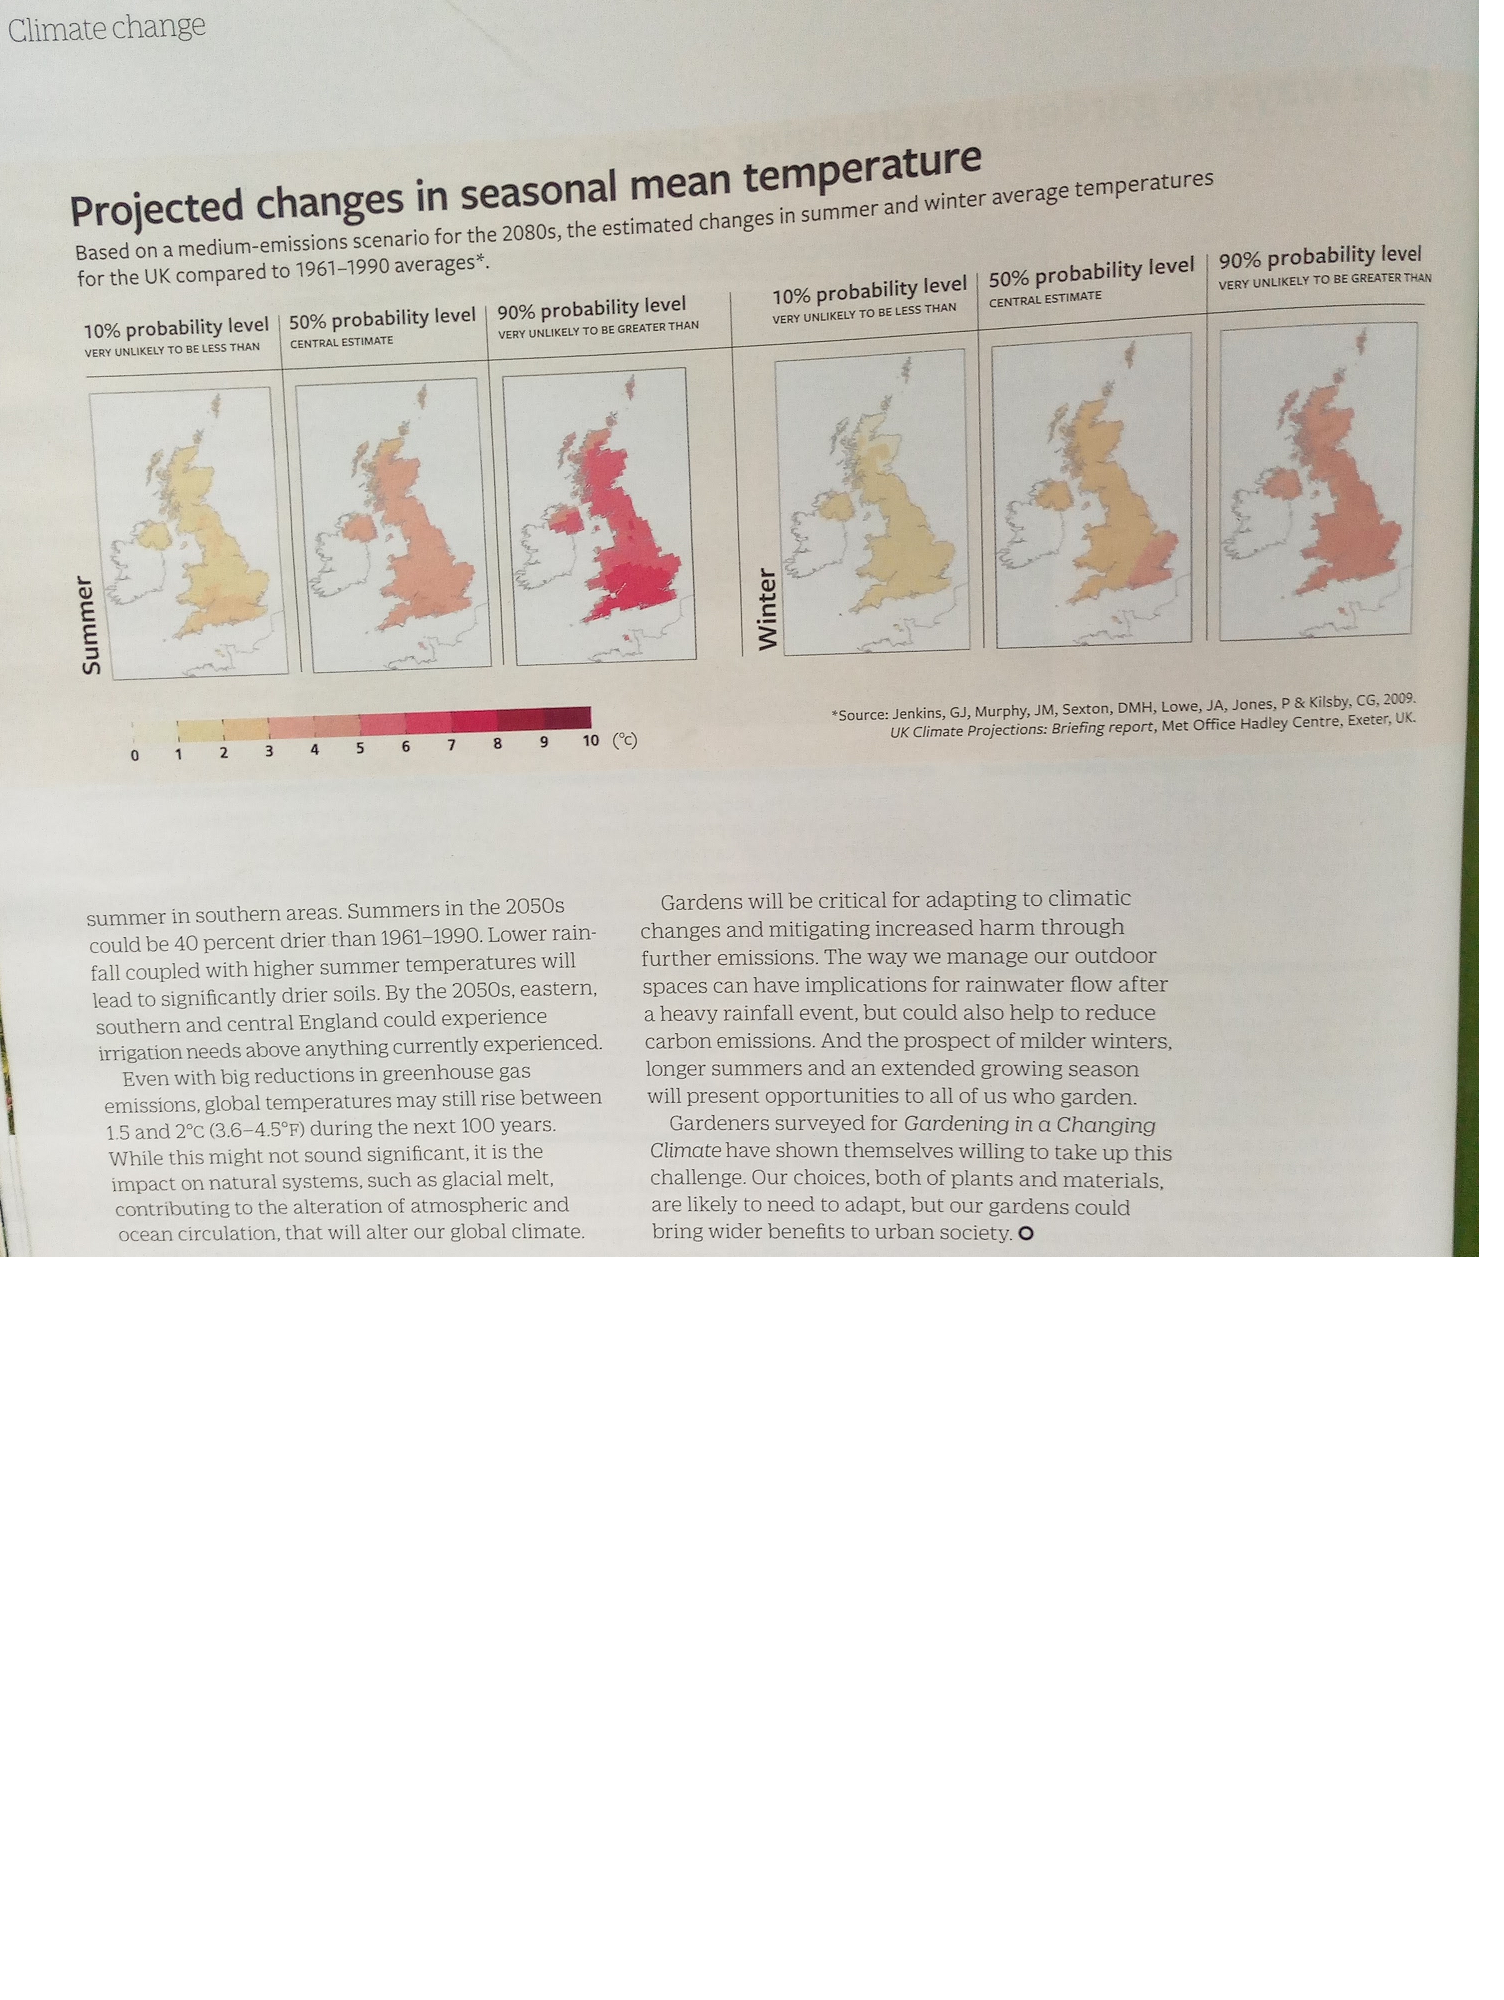 Climate change
Projected changes in seasonal mean temperature
Based on a medium-emissions scenario for the 2080s, the estimated changes in summer and winter average temperatures
for the UK compared to 1961–1990 averages*.
10% probability level
VERY UNLIKELY TO BE LESS THAN
50% probability level
CENTRAL ESTIMATE
90% probability level
VERY UNLIKELY TO BE GREATER THAN
10% probability level
VERY UNLIKELY TO BE LESS THAN
50% probability level
CENTRAL ESTIMATE
90% probability level
VERY UNLIKELY TO BE GREATER THAN
Summer
Winter
0 1 2 3 4 5 6 7 8 9 10 (°C)
*Source: Jenkins, GJ, Murphy, JM, Sexton, DMH, Lowe, JA, Jones, P & Kilsby, CG, 2009.
UK Climate Projections: Briefing report, Met Office Hadley Centre, Exeter, UK.
summer in southern areas. Summers in the 2050s
could be 40 percent drier than 1961–1990. Lower rain-
fall coupled with higher summer temperatures will
lead to significantly drier soils. By the 2050s, eastern,
southern and central England could experience
irrigation needs above anything currently experienced.
Even with big reductions in greenhouse gas
emissions, global temperatures may still rise between
1.5 and 2°C (3.6–4.5°F) during the next 100 years.
While this might not sound significant, it is the
impact on natural systems, such as glacial melt,
contributing to the alteration of atmospheric and
ocean circulation, that will alter our global climate.
Gardens will be critical for adapting to climatic
changes and mitigating increased harm through
further emissions. The way we manage our outdoor
spaces can have implications for rainwater flow after
a heavy rainfall event, but could also help to reduce
carbon emissions. And the prospect of milder winters,
longer summers and an extended growing season
will present opportunities to all of us who garden.
Gardeners surveyed for Gardening in a Changing
Climate have shown themselves willing to take up this
challenge. Our choices, both of plants and materials,
are likely to need to adapt, but our gardens could
bring wider benefits to urban society.